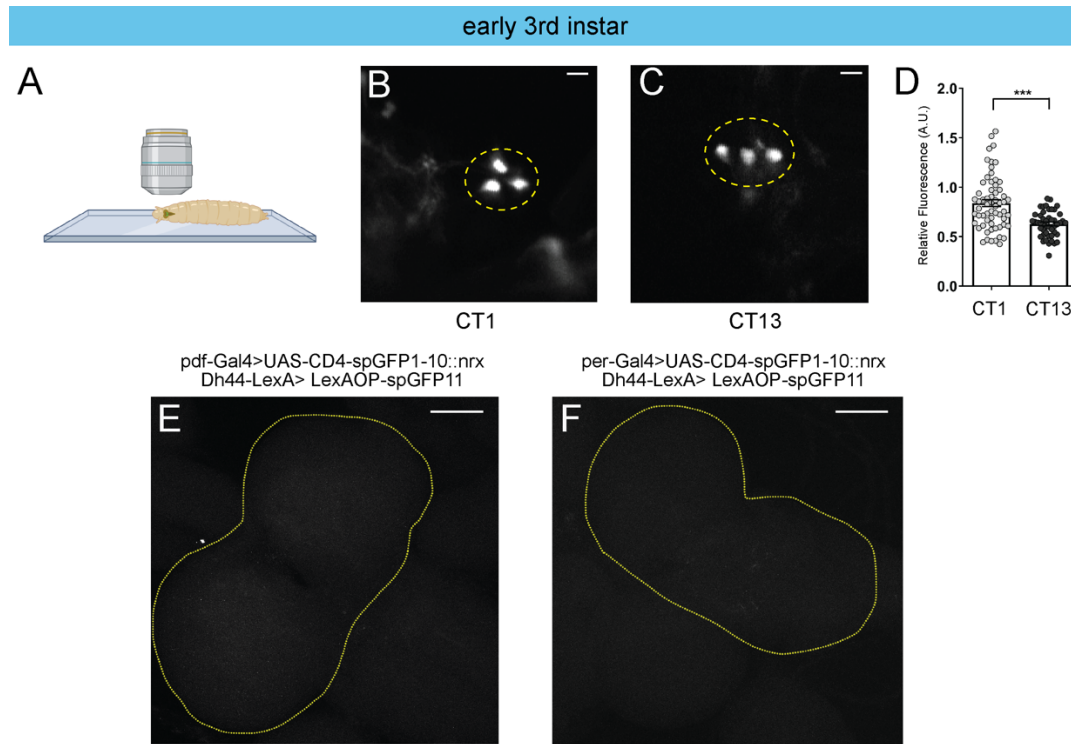 early 3rd instar
A
B
C
D
CT1
CT13
Relative Fluorescence (A.U.)
2.0
1.5
1.0
0.5
0.0
***
CT1
CT13
pdf-Gal4>UAS-CD4-spGFP1-10::nrx
Dh44-LexA> LexAOP-spGFP11
E
per-Gal4>UAS-CD4-spGFP1-10::nrx
Dh44-LexA> LexAOP-spGFP11
F